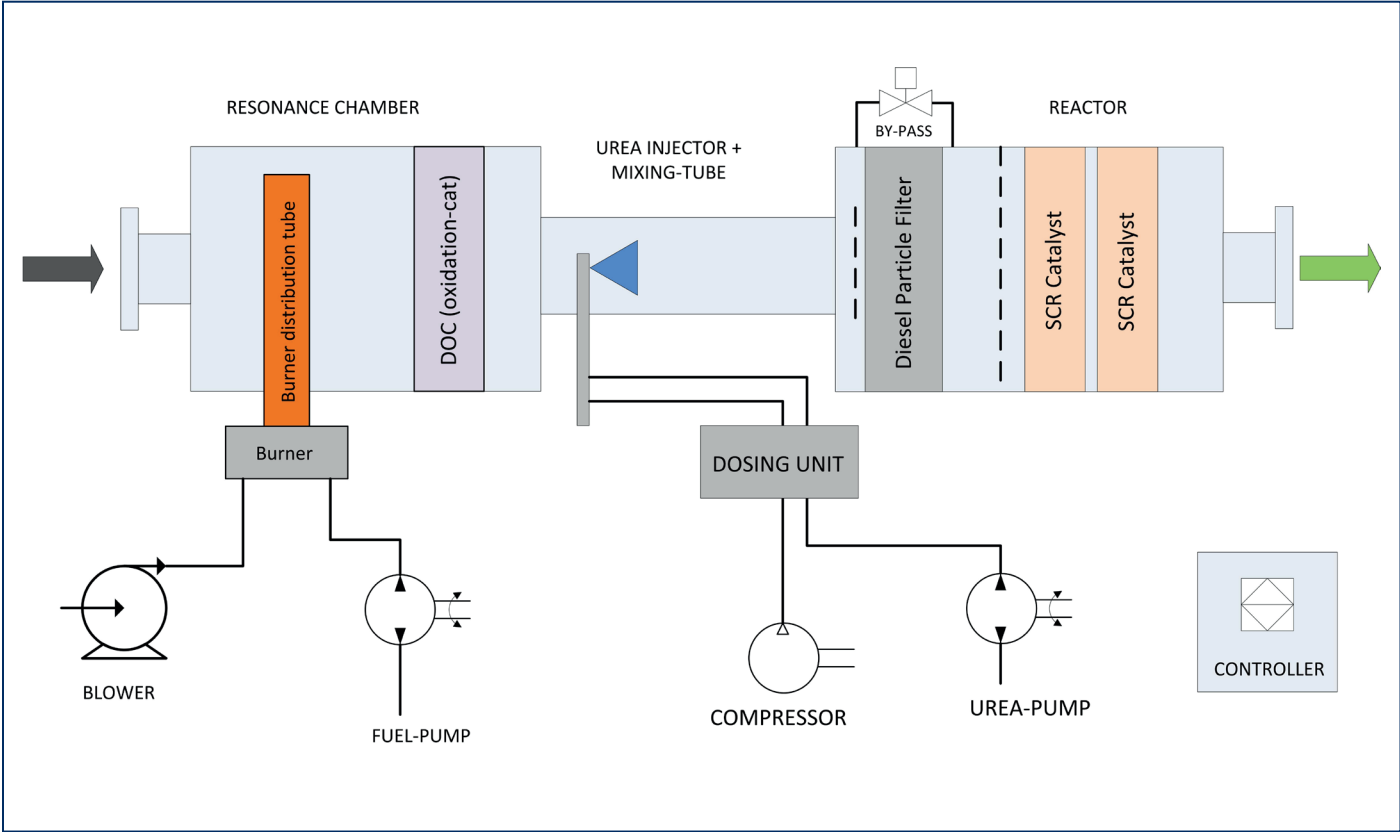 RESONANCE CHAMBER
UREA INJECTOR +
MIXING-TUBE
BY-PASS
REACTOR
Burner distribution tube
DOC (oxidation-cat)
Diesel Particle Filter
SCR Catalyst
SCR Catalyst
Burner
DOSING UNIT
BLOWER
FUEL-PUMP
COMPRESSOR
UREA-PUMP
CONTROLLER